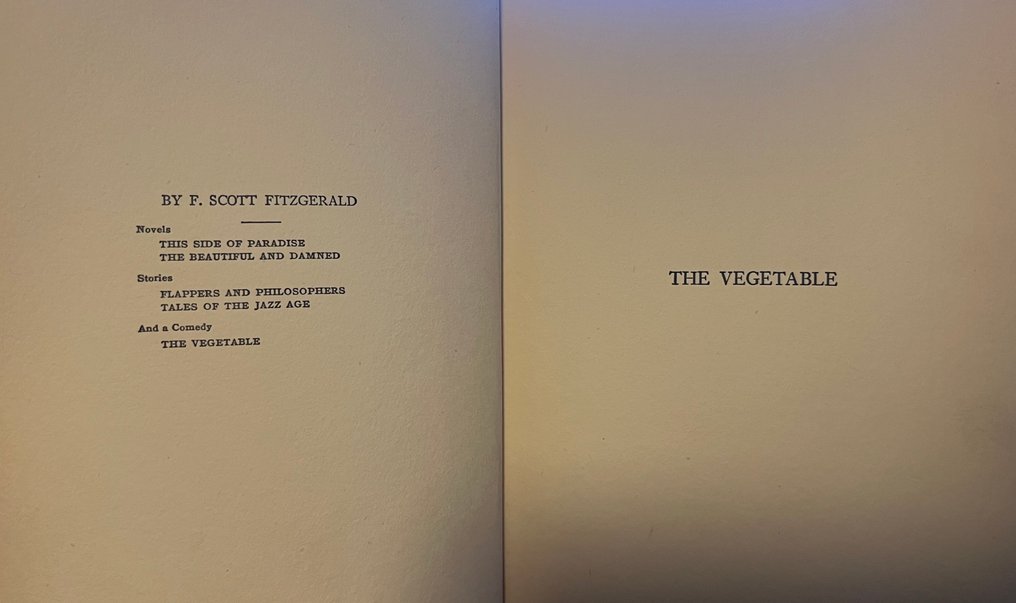 BY F. SCOTT FITZGERALD
Novels
THIS SIDE OF PARADISE
THE BEAUTIFUL AND DAMNED
Stories
FLAPPERS AND PHILOSOPHERS
TALES OF THE JAZZ AGE
And a Comedy
THE VEGETABLE
THE VEGETABLE